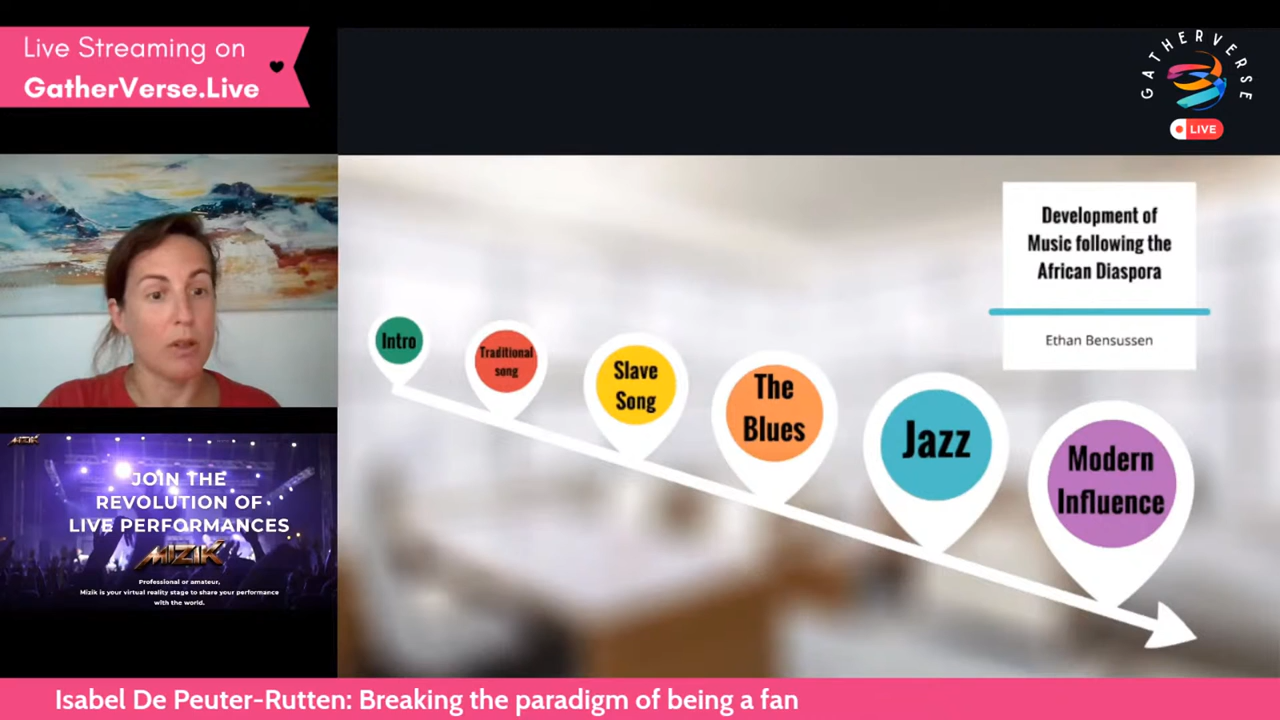 Live Streaming on
GatherVerse.Live
GATHERVERSE
LIVE
Development of
Music following the
African Diaspora
Ethan Bensussen
Intro
Traditional
song
Slave
Song
The
Blues
Jazz
Modern
Influence
MIZIK
JOIN THE
REVOLUTION OF
LIVE PERFORMANCES
MIZIK
Professional or amateur,
Mizik is your virtual reality stage to share your performance
with the world.
Isabel De Peuter-Rutten: Breaking the paradigm of being a fan